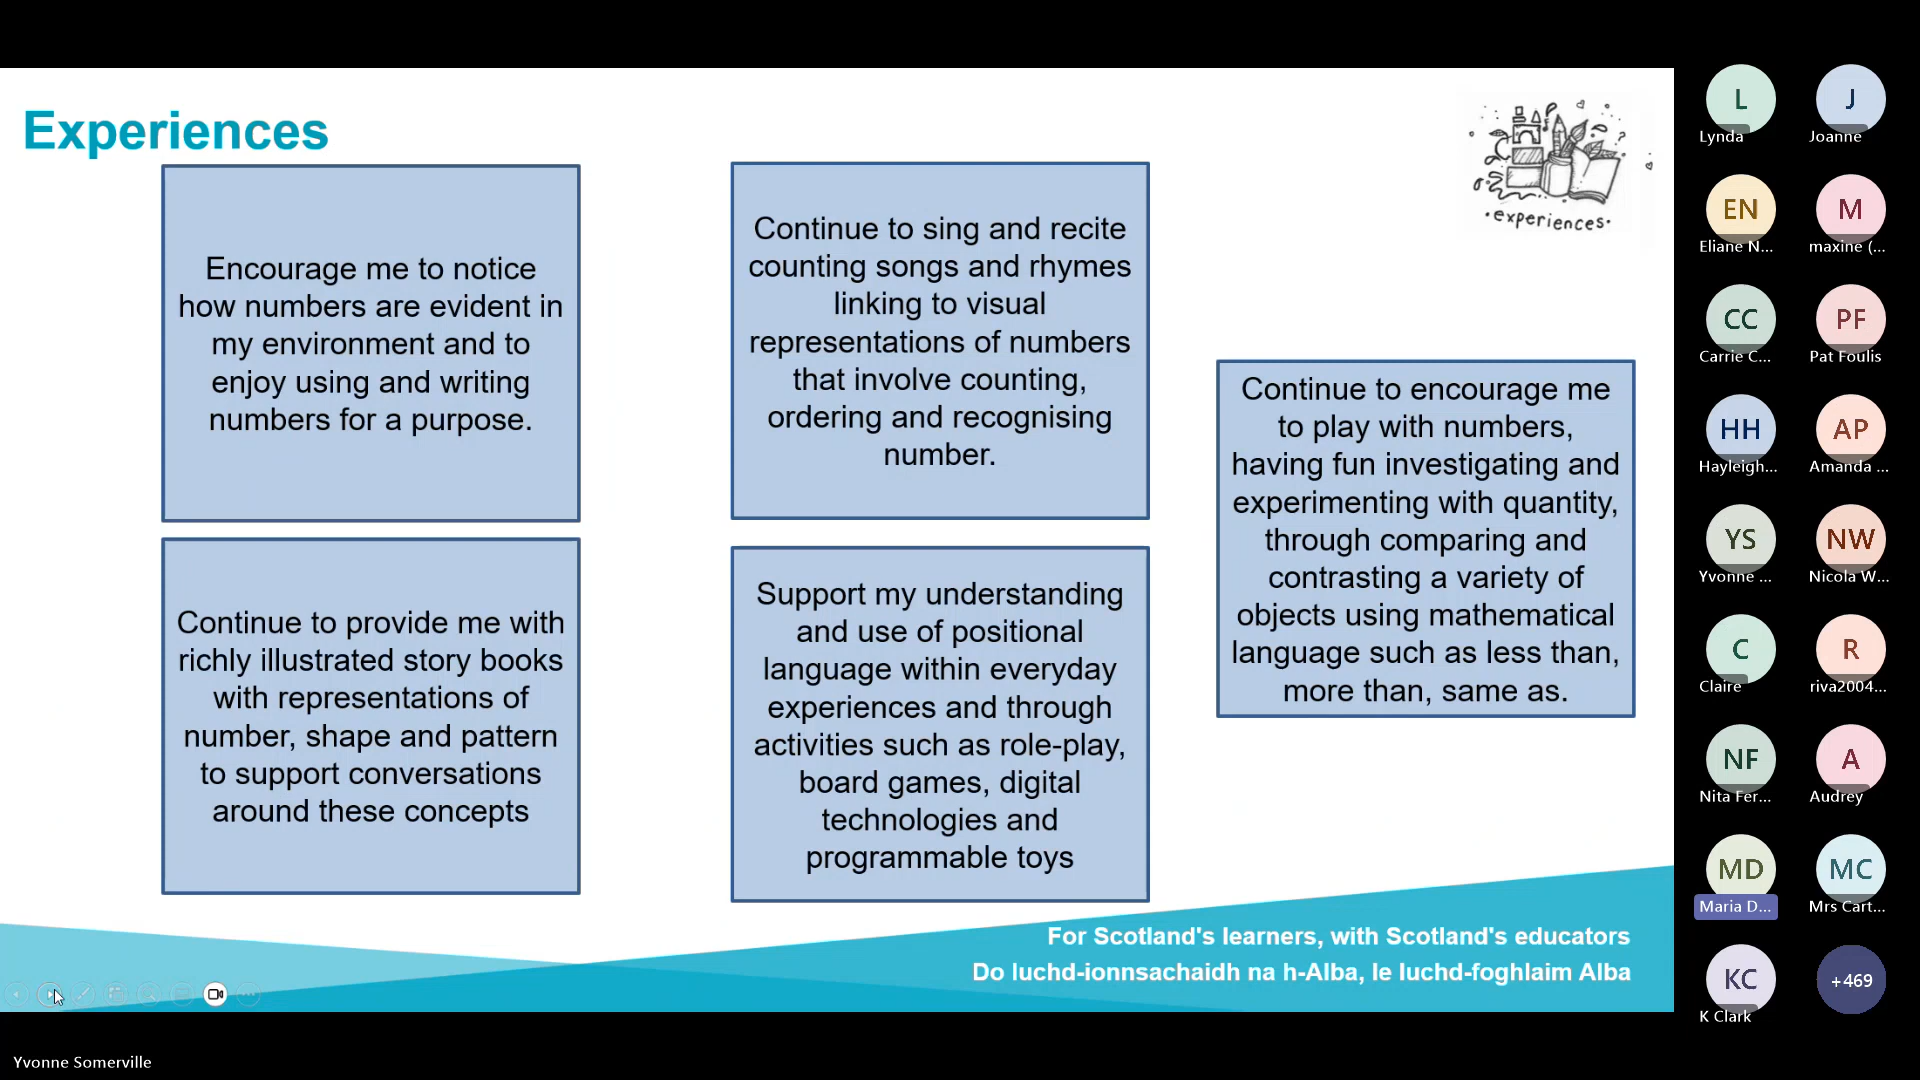 Experiences
Encourage me to notice
how numbers are evident in
my environment and to
enjoy using and writing
numbers for a purpose.
Continue to sing and recite
counting songs and rhymes
linking to visual
representations of numbers
that involve counting,
ordering and recognising
number.
Continue to provide me with
richly illustrated story books
with representations of
number, shape and pattern
to support conversations
around these concepts
Support my understanding
and use of positional
language within everyday
experiences and through
activities such as role-play,
board games, digital
technologies and
programmable toys
Continue to encourage me
to play with numbers,
having fun investigating and
experimenting with quantity,
through comparing and
contrasting a variety of
objects using mathematical
language such as less than,
more than, same as.
·experiences·
For Scotland's learners, with Scotland's educators
Do luchd-ionnsachaidh na h-Alba, le luchd-foghlaim Alba
L
Lynda
J
Joanne
EN
Eliane N...
M
maxine (...
CC
Carrie C...
PF
Pat Foulis
HH
Hayleigh...
AP
Amanda ...
YS
Yvonne ...
NW
Nicola W...
C
Claire
R
riva2004...
NF
Nita Fer...
A
Audrey
MD
Maria D...
MC
Mrs Cart...
KC
K Clark
+469
Yvonne Somerville